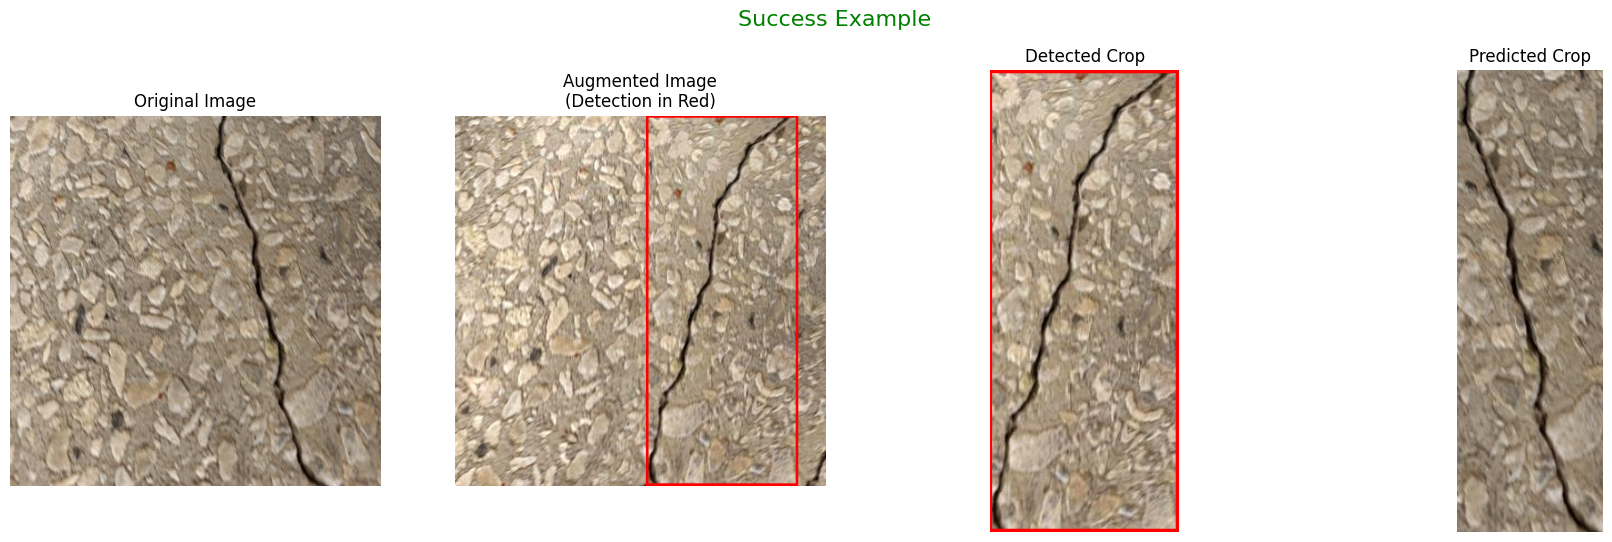 Success Example
Original Image
Augmented Image
(Detection in Red)
Detected Crop
Predicted Crop